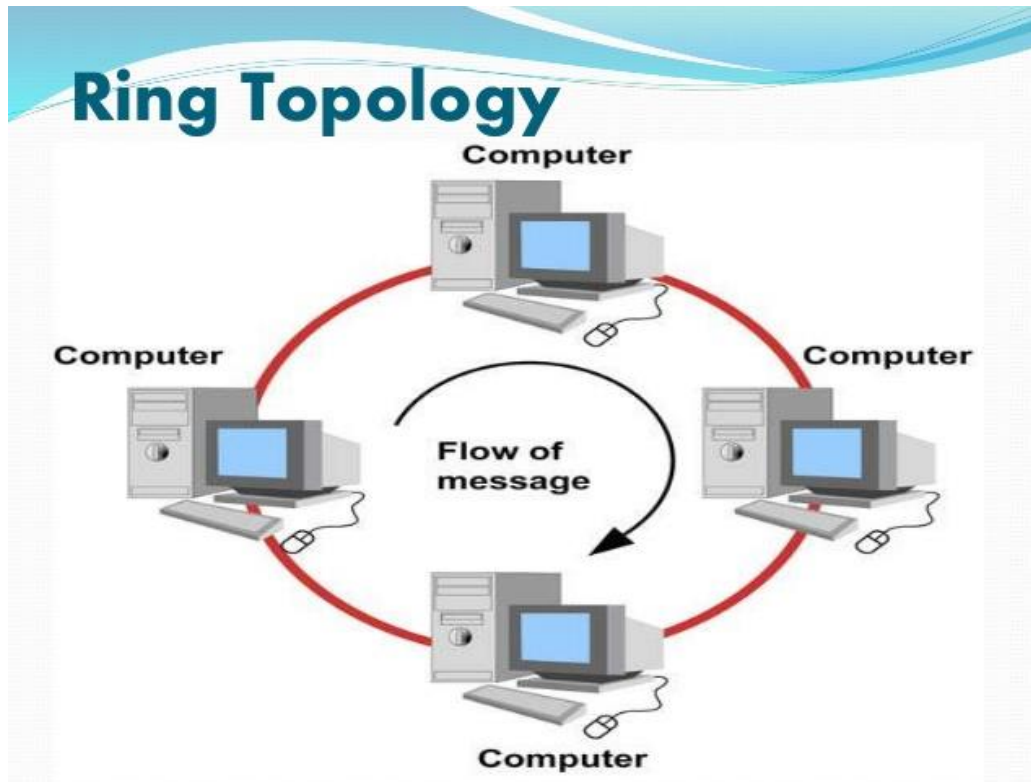 Ring Topology
Computer
Computer
Computer
Flow of
message
Computer